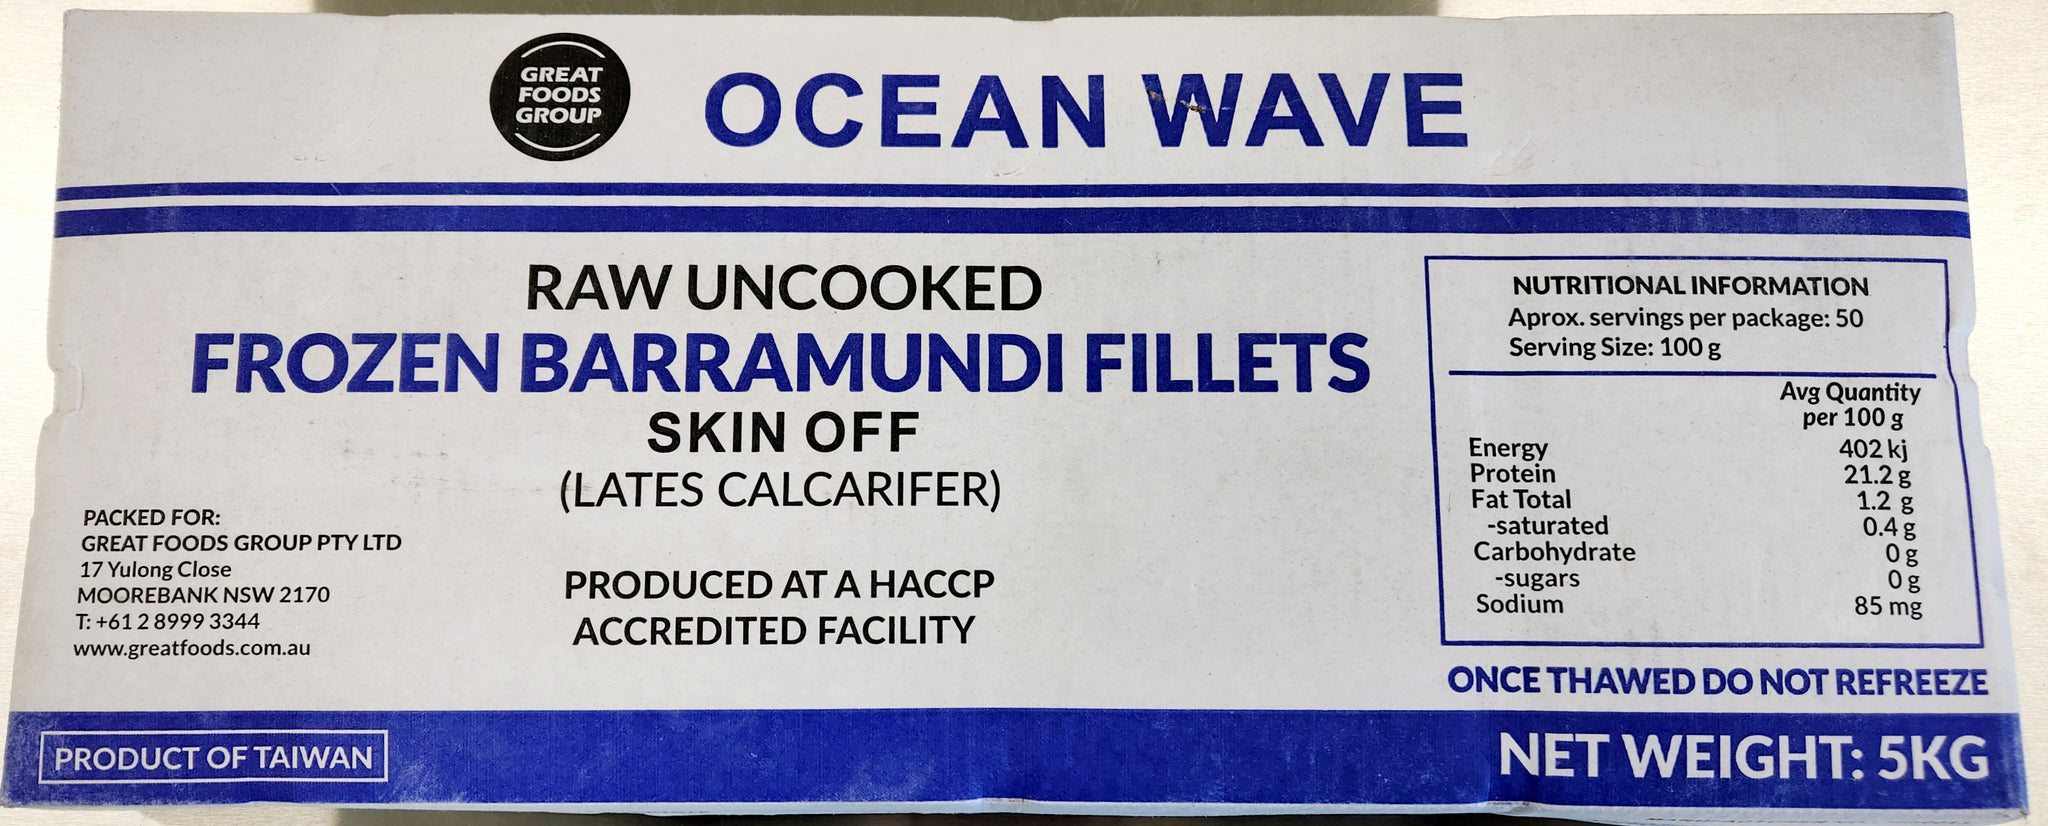 GREAT
FOODS
GROUP
OCEAN WAVE
RAW UNCOOKED
FROZEN BARRAMUNDI FILLETS
SKIN OFF
(LATES CALCARIFER)
PRODUCED AT A HACCP
ACCREDITED FACILITY
PACKED FOR:
GREAT FOODS GROUP PTY LTD
17 Yulong Close
MOOREBANK NSW 2170
T: +61 2 8999 3344
www.greatfoods.com.au
NUTRITIONAL INFORMATION
Aprox. servings per package: 50
Serving Size: 100 g
Avg Quantity
per 100 g
Energy 402 kj
Protein 21.2 g
Fat Total 1.2 g
-saturated 0.4 g
Carbohydrate 0 g
-sugars 0 g
Sodium 85 mg
ONCE THAWED DO NOT REFREEZE
PRODUCT OF TAIWAN
NET WEIGHT: 5KG